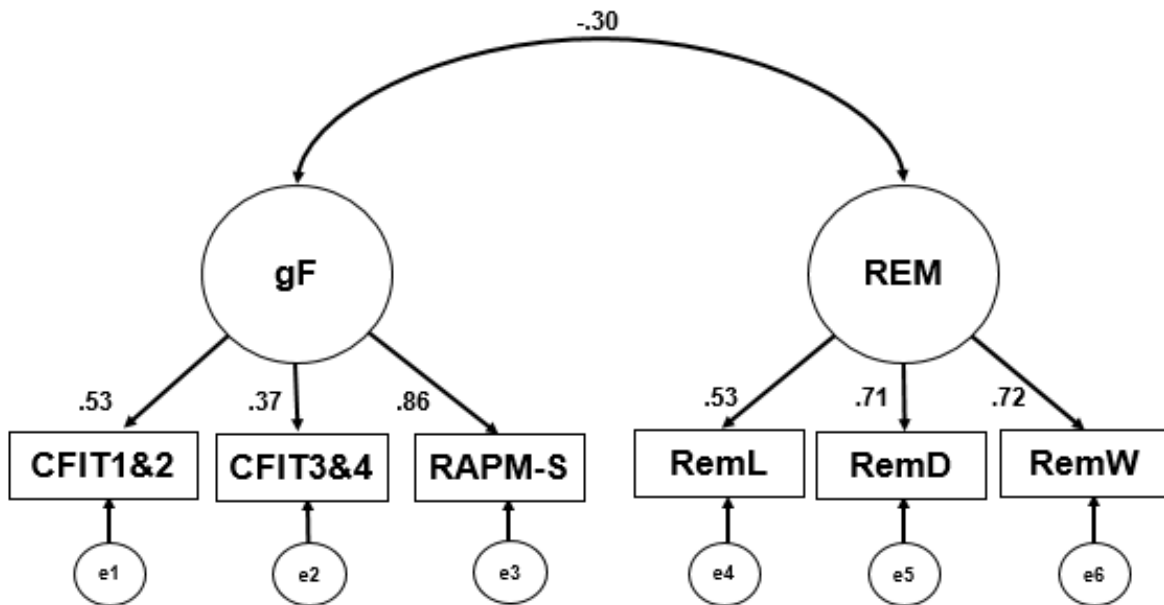 -.30
gF
REM
.53
.37
.86
.53
.71
.72
CFIT1&2
CFIT3&4
RAPM-S
RemL
RemD
RemW
e1
e2
e3
e4
e5
e6